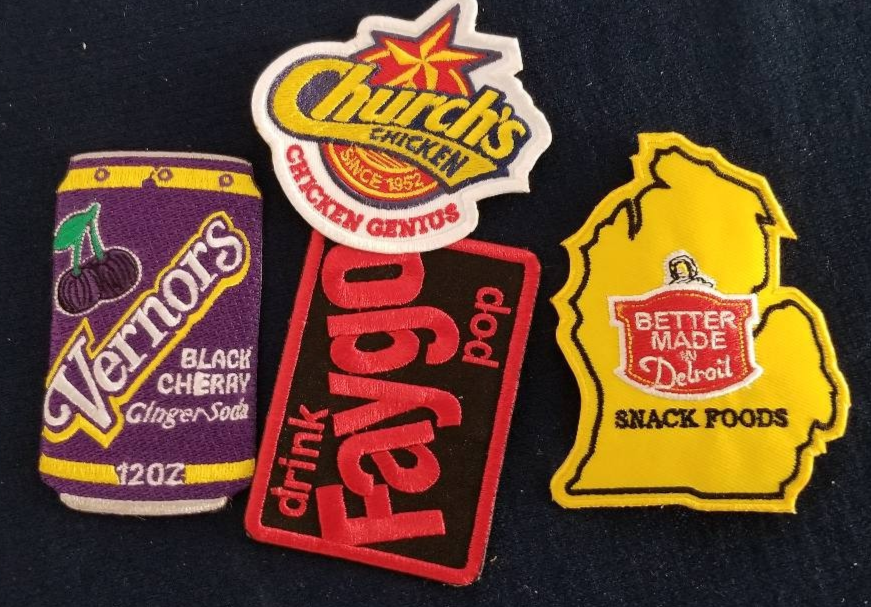 Vernors
BLACK
CHERRY
Ginger Soda
12OZ
Church's
CHICKEN
SINCE 1952
CHICKEN GENIUS
drink
Faygo
pop
BETTER
MADE
IN
Detroit
SNACK FOODS